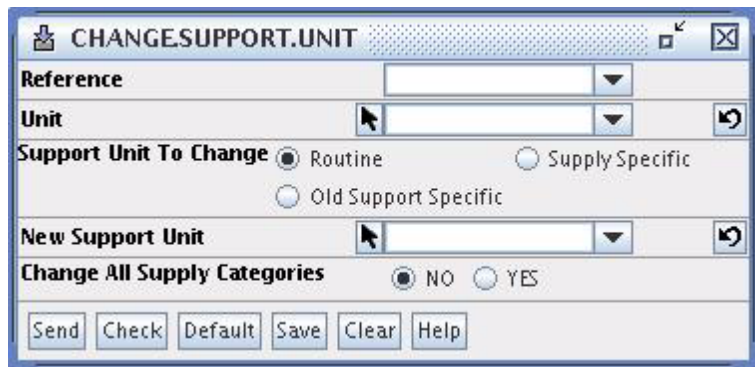 CHANGE.SUPPORT.UNIT
Reference
Unit
Support Unit To Change Routine Supply Specific
Old Support Specific
New Support Unit
Change All Supply Categories NO YES
Send Check Default Save Clear Help